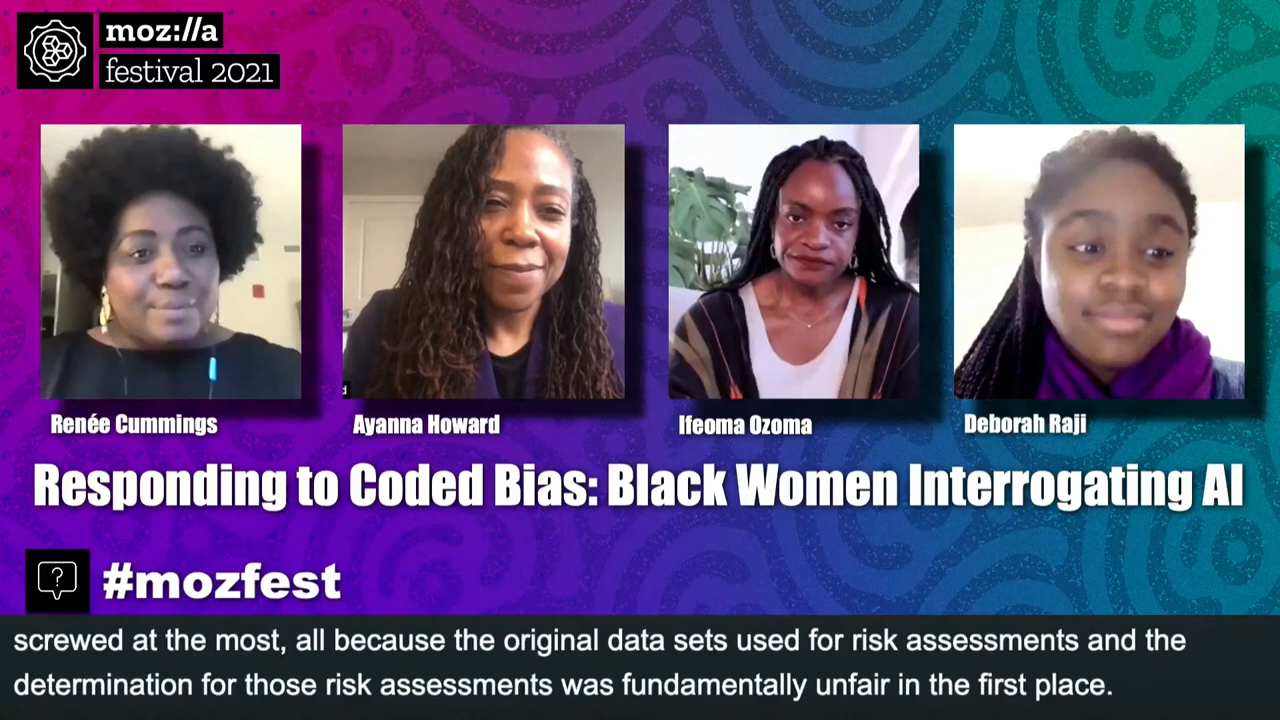 moz://a
festival 2021
d
Renée Cummings
Ayanna Howard
Ifeoma Ozoma
Deborah Raji
Responding to Coded Bias: Black Women Interrogating AI
?
#mozfest
screwed at the most, all because the original data sets used for risk assessments and the
determination for those risk assessments was fundamentally unfair in the first place.